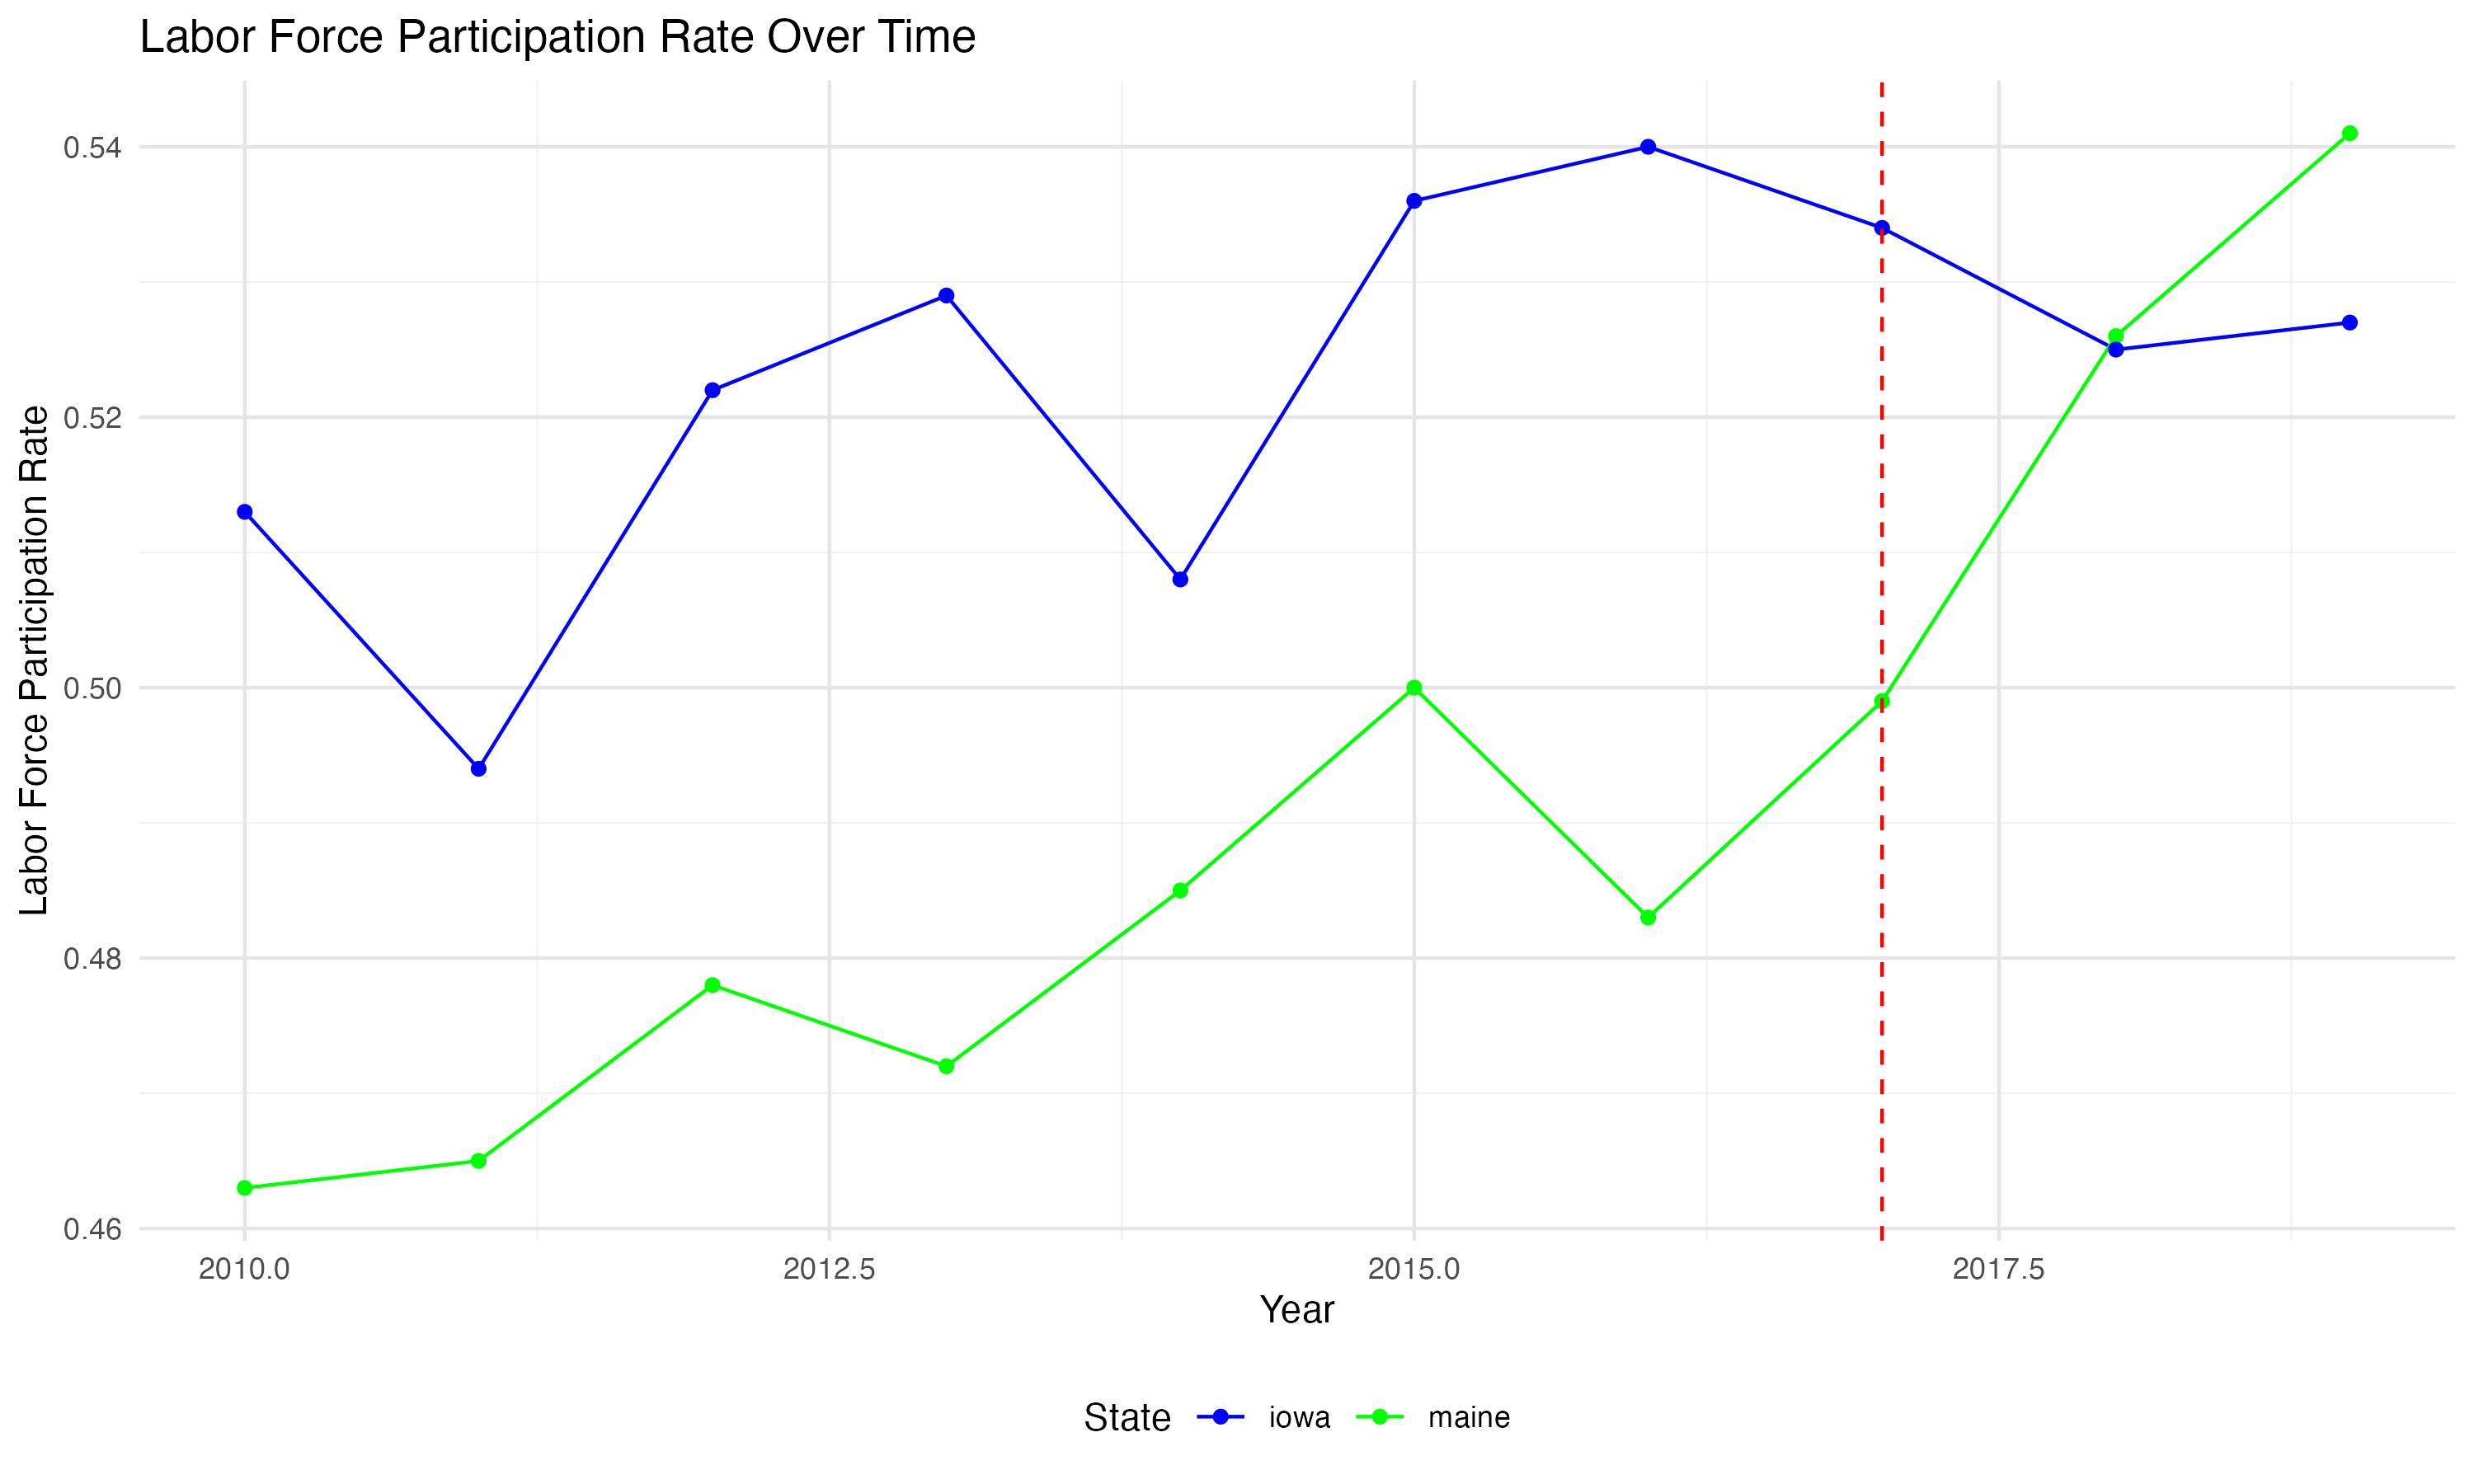 Labor Force Participation Rate Over Time
Labor Force Participation Rate
0.54
0.52
0.50
0.48
0.46
2010.0 2012.5 2015.0 2017.5
Year
State iowa maine